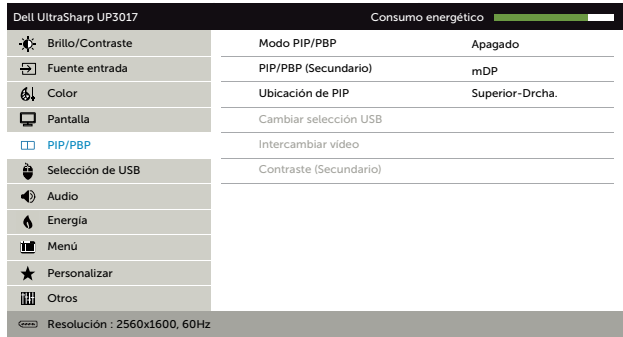 Dell UltraSharp UP3017 Consumo energético
Brillo/Contraste Modo PIP/PBP Apagado
Fuente entrada PIP/PBP (Secundario) mDP
Color Ubicación de PIP Superior-Drcha.
Pantalla Cambiar selección USB
PIP/PBP Intercambiar vídeo
Selección de USB Contraste (Secundario)
Audio
Energía
Menú
Personalizar
Otros
Resolución : 2560x1600, 60Hz